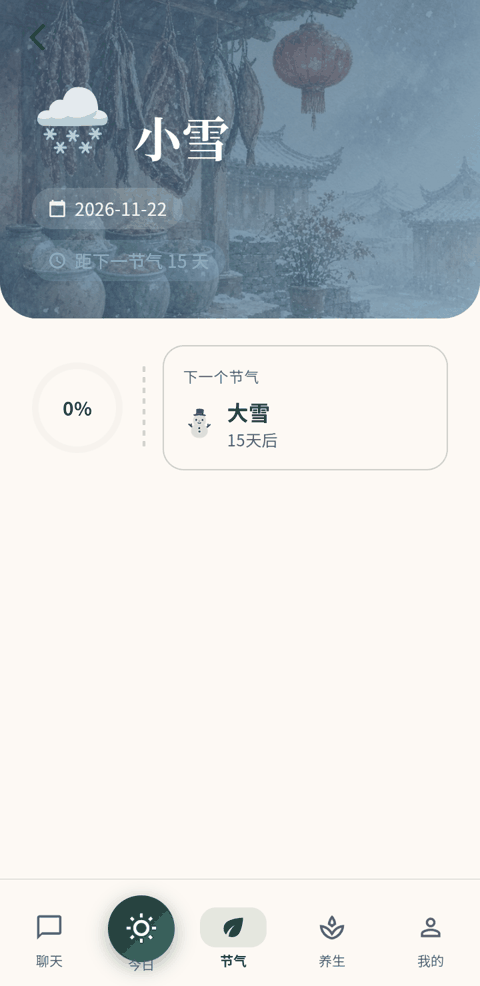 小雪
2026-11-22
距下一节气 15 天
0%
下一个节气
大雪
15天后
聊天
今日
节气
养生
我的